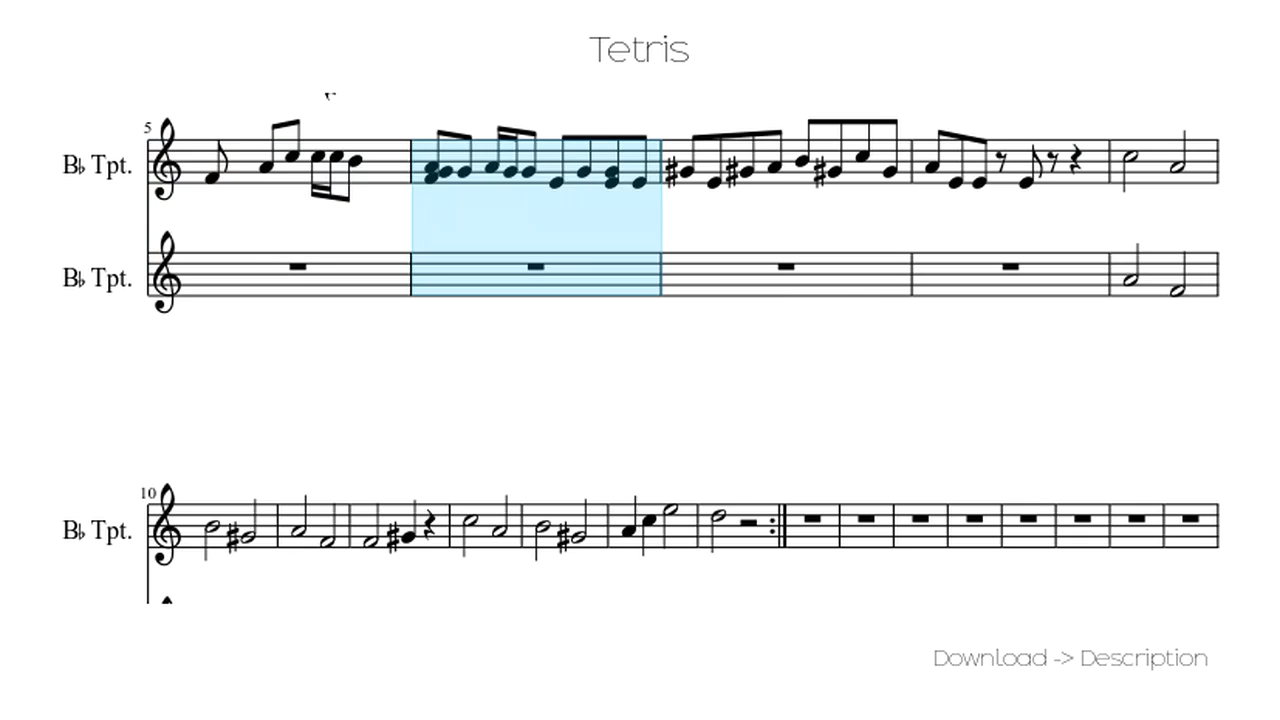 Tetris
5
B♭ Tpt.
B♭ Tpt.
10
B♭ Tpt.
Download -> Description